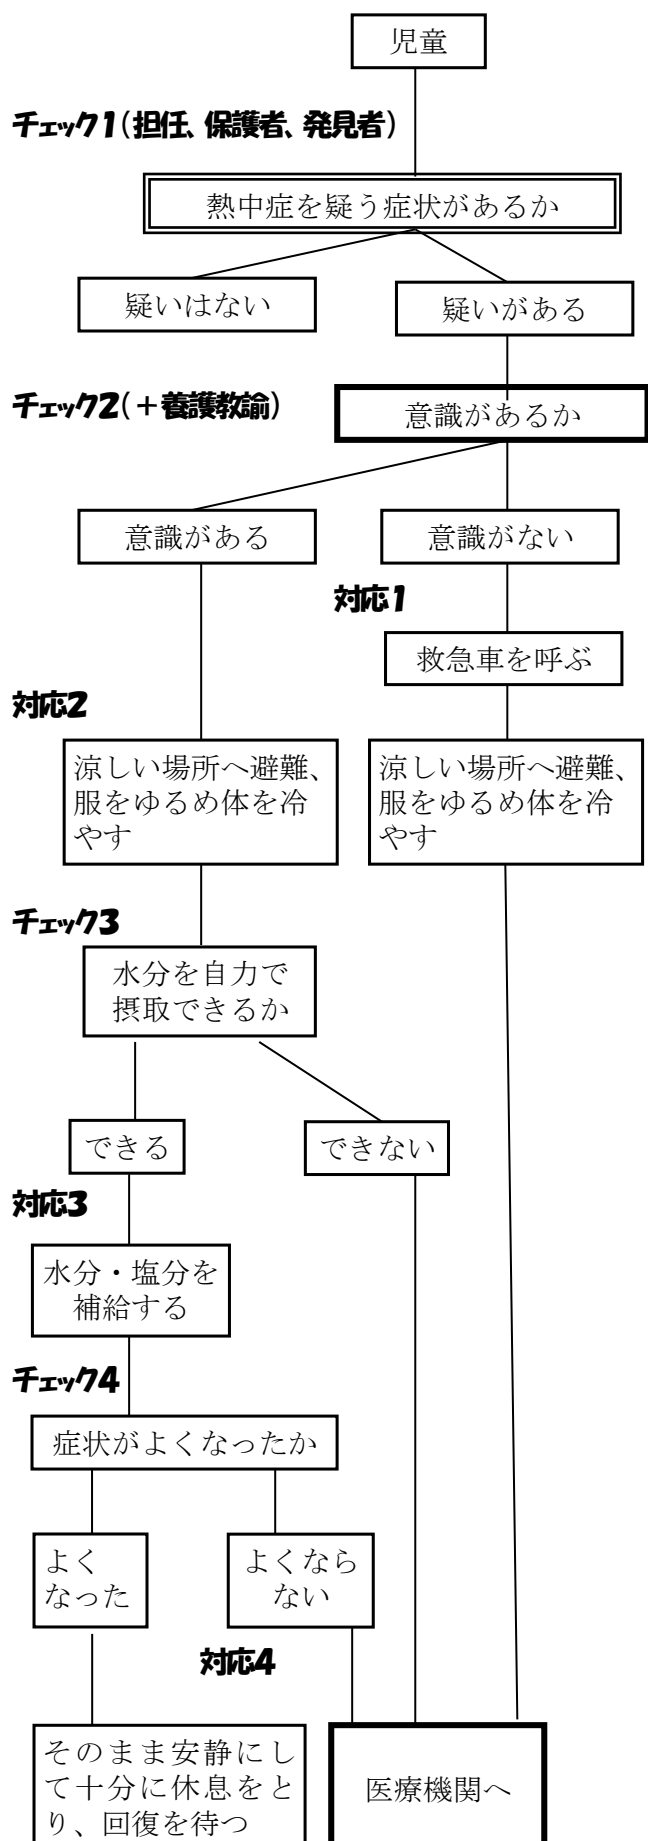 児童
チェック1(担任、保護者、発見者)
熱中症を疑う症状があるか
疑いはない
疑いがある
チェック2(＋養護教諭)
意識があるか
意識がある
意識がない
対応1
救急車を呼ぶ
対応2
涼しい場所へ避難、
服をゆるめ体を冷
やす
涼しい場所へ避難、
服をゆるめ体を冷
やす
チェック3
水分を自力で
摂取できるか
できる
できない
対応3
水分・塩分を
補給する
チェック4
症状がよくなったか
よく
なった
よくなら
ない
対応4
そのまま安静にし
て十分に休息をと
り、回復を待つ
医療機関へ